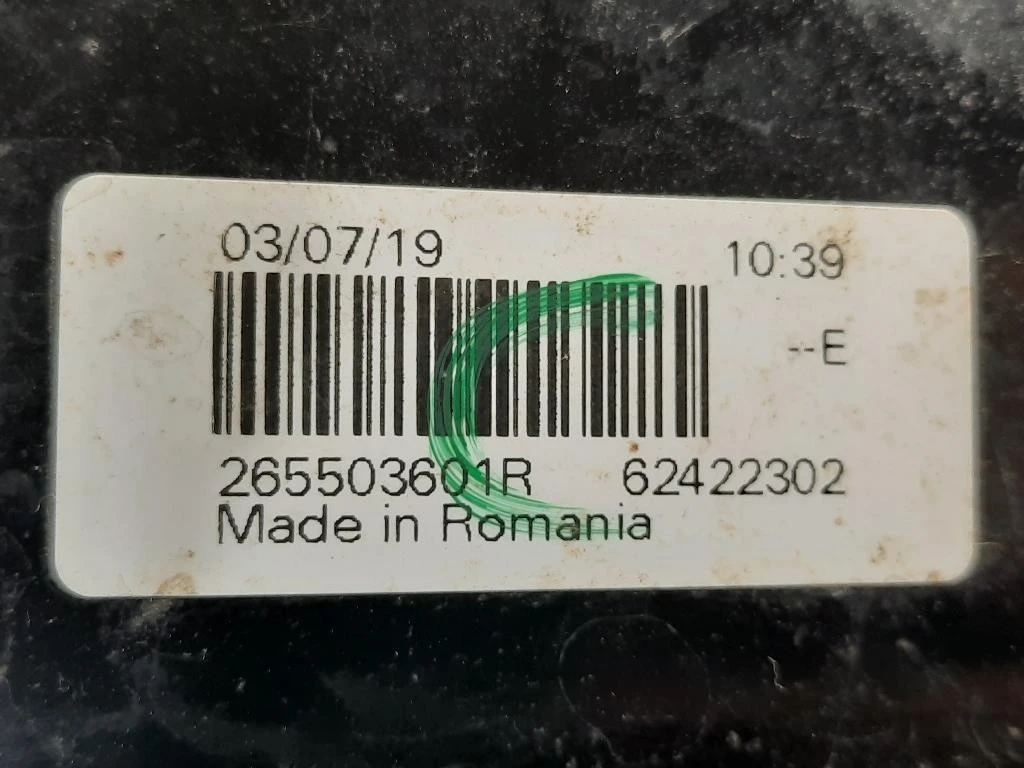 03/07/19 10:39
--E
265503601R 62422302
Made in Romania